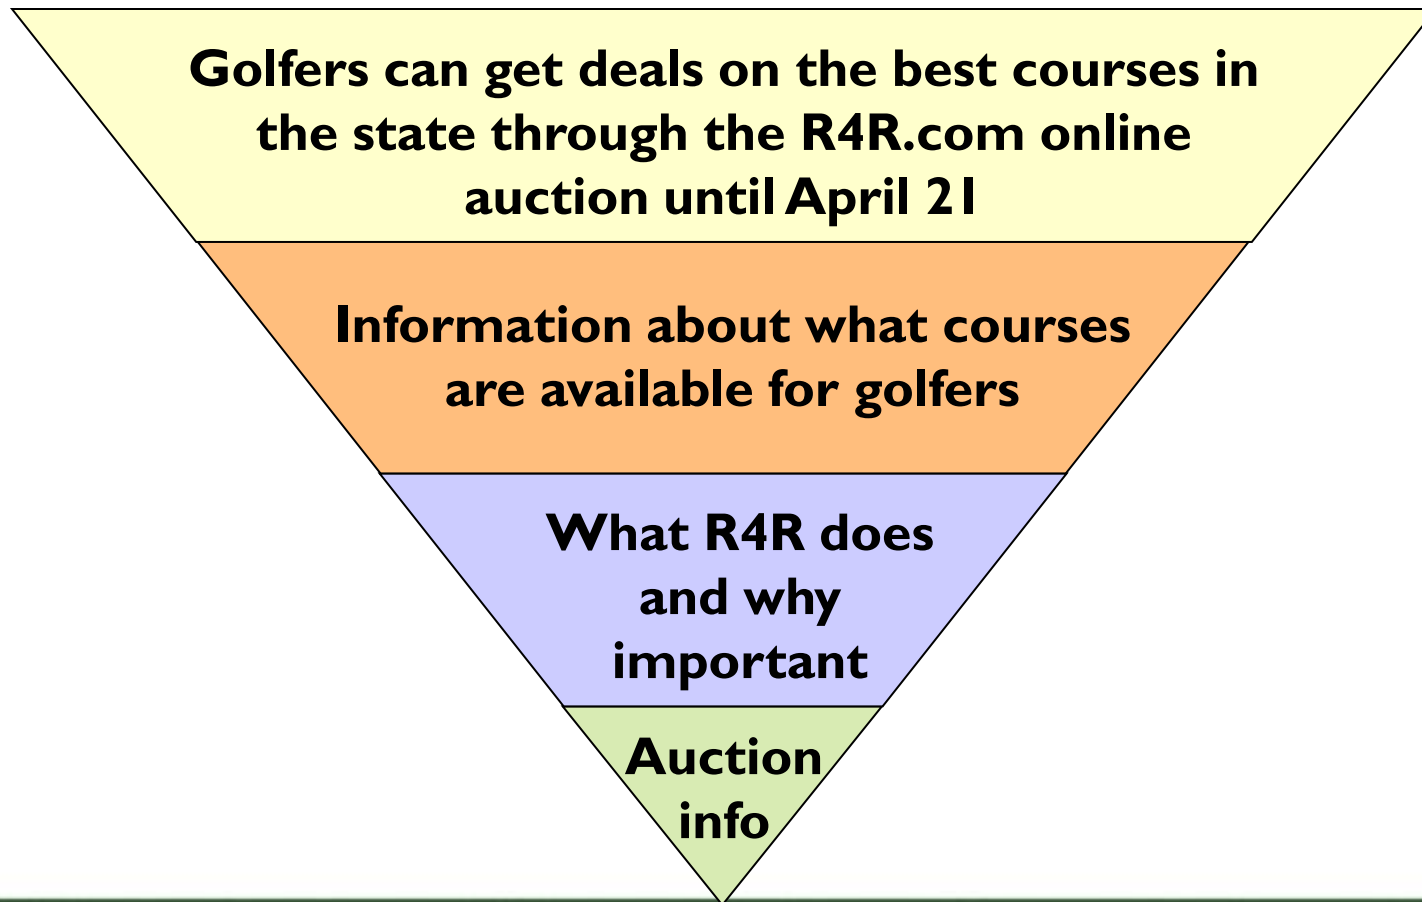 Golfers can get deals on the best courses in
the state through the R4R.com online
auction until April 21
Information about what courses
are available for golfers
What R4R does
and why
important
Auction
info